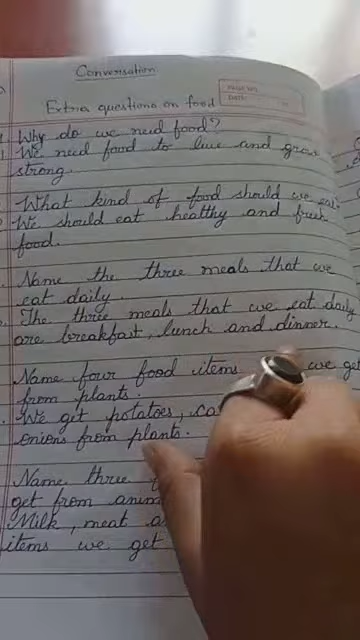 Conversation
PAGE NO.
DATE:
Extra questions on food
Why do we need food?
We need food to live and grow
strong.
What kind of food should we eat?
We should eat healthy and fresh
food.
Name the three meals that we
eat daily.
The three meals that we eat daily
are breakfast, lunch and dinner.
Name four food items we get
from plants.
We get potatoes,
onions from plants.
Name three
get from
Milk, meat
items we get